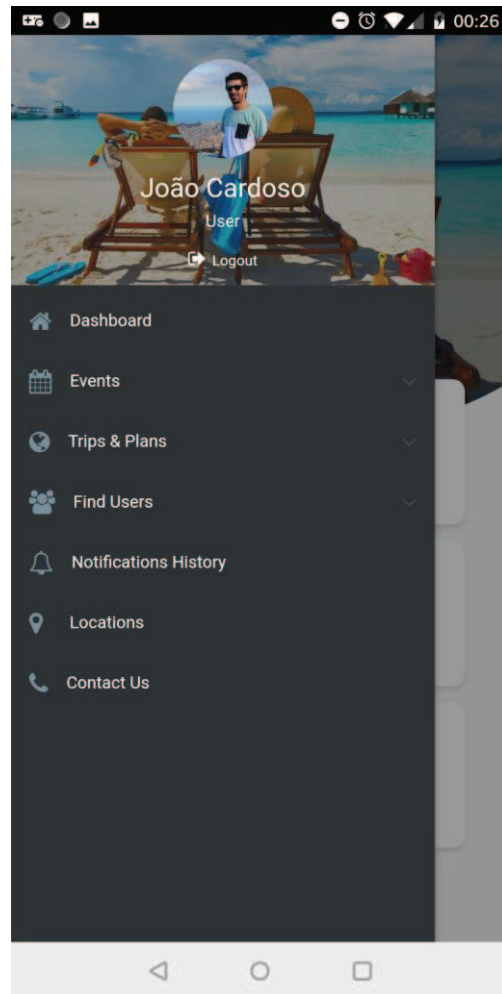 00:26
João Cardoso
User
Logout
Dashboard
Events
Trips & Plans
Find Users
Notifications History
Locations
Contact Us